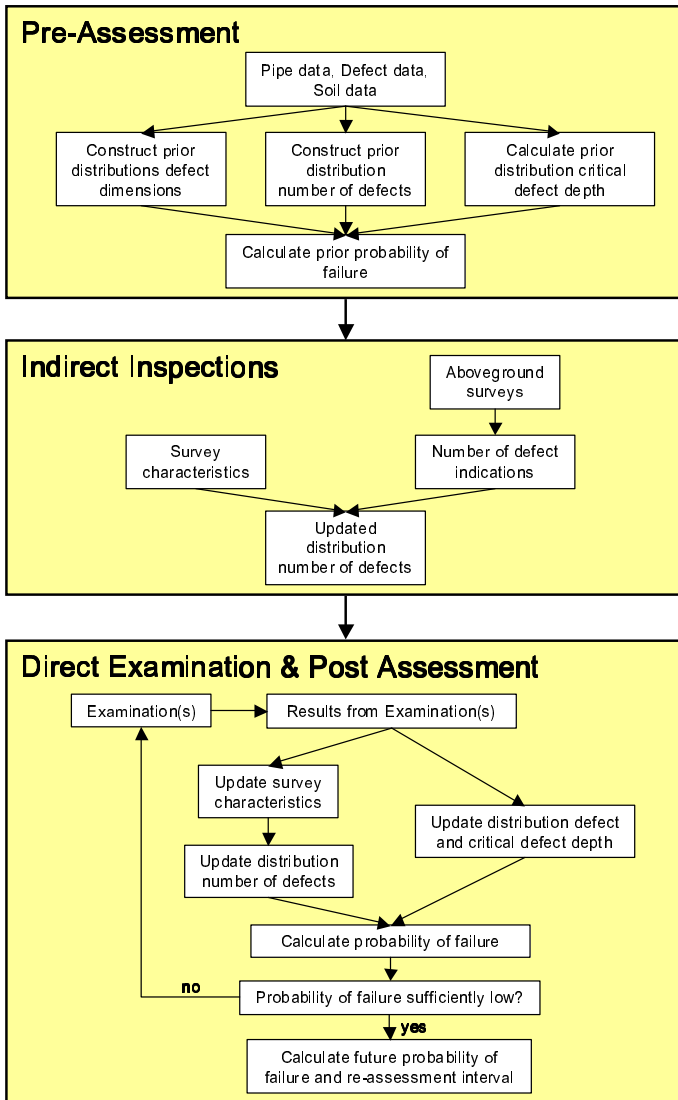 Pre-Assessment
Pipe data, Defect data,
Soil data
Construct prior
distributions defect
dimensions
Construct prior
distribution
number of defects
Calculate prior
distribution critical
defect depth
Calculate prior probability of
failure
Indirect Inspections
Aboveground
surveys
Survey
characteristics
Number of defect
indications
Updated
distribution
number of defects
Direct Examination & Post Assessment
Examination(s)
Results from Examination(s)
Update survey
characteristics
Update distribution defect
and critical defect depth
Update distribution
number of defects
Calculate probability of failure
no
Probability of failure sufficiently low?
yes
Calculate future probability of
failure and re-assessment interval